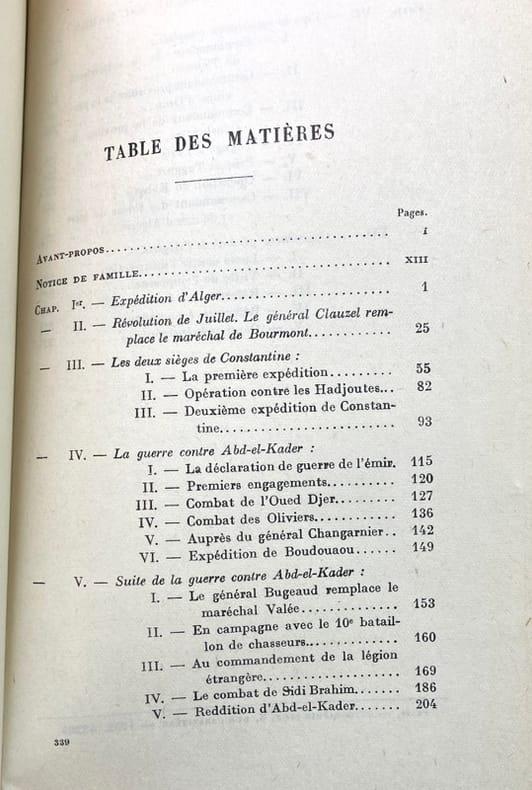 TABLE DES MATIÈRES
Pages.
AVANT-PROPOS.................................... i
NOTICE DE FAMILLE.................................. XIII
CHAP. Ier. — Expédition d'Alger........................ 1
— II. — Révolution de Juillet. Le général Clauzel rem-
place le maréchal de Bourmont............ 25
— III. — Les deux sièges de Constantine :
I. — La première expédition......... 55
II. — Opération contre les Hadjoutes... 82
III. — Deuxième expédition de Constan-
tine......................... 93
— IV. — La guerre contre Abd-el-Kader :
I. — La déclaration de guerre de l'émir. 115
II. — Premiers engagements.......... 120
III. — Combat de l'Oued Djer......... 127
IV. — Combat des Oliviers............ 136
V. — Auprès du général Changarnier.. 142
VI. — Expédition de Boudouaou...... 149
— V. — Suite de la guerre contre Abd-el-Kader :
I. — Le général Bugeaud remplace le
maréchal Valée............. 153
II. — En campagne avec le 10e batail-
lon de chasseurs............. 160
III. — Au commandement de la légion
étrangère.................. 169
IV. — Le combat de Sidi Brahim....... 186
V. — Reddition d'Abd-el-Kader....... 204
339